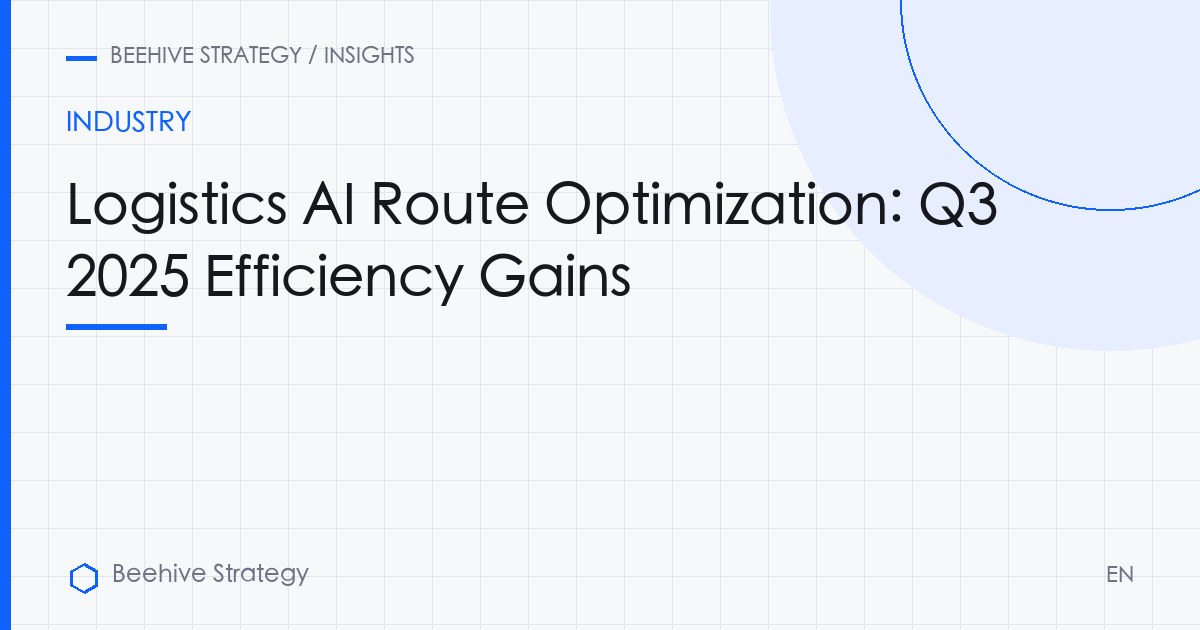 BEEHIVE STRATEGY / INSIGHTS
INDUSTRY
Logistics AI Route Optimization: Q3
2025 Efficiency Gains
Beehive Strategy
EN